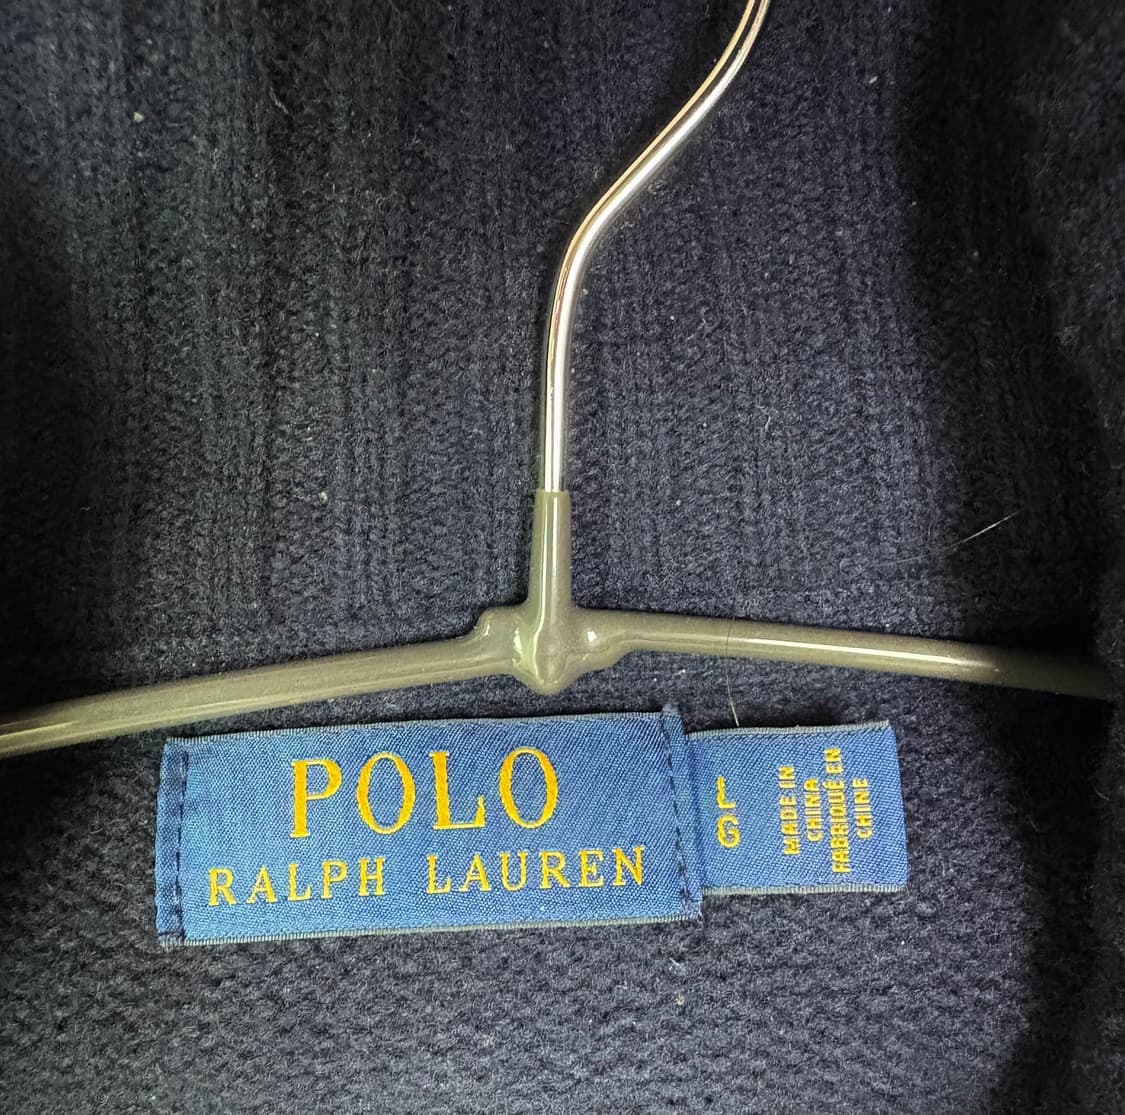 POLO
RALPH LAUREN
L
G
MADE IN
CHINA
FABRIQUÉ EN
CHINE